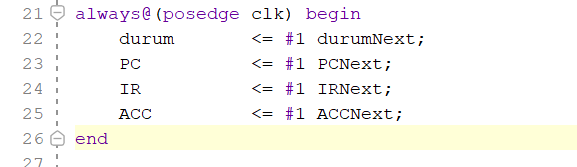 21 always@(posedge clk) begin
22 durum <= #1 durumNext;
23 PC <= #1 PCNext;
24 IR <= #1 IRNext;
25 ACC <= #1 ACCNext;
26 end
27